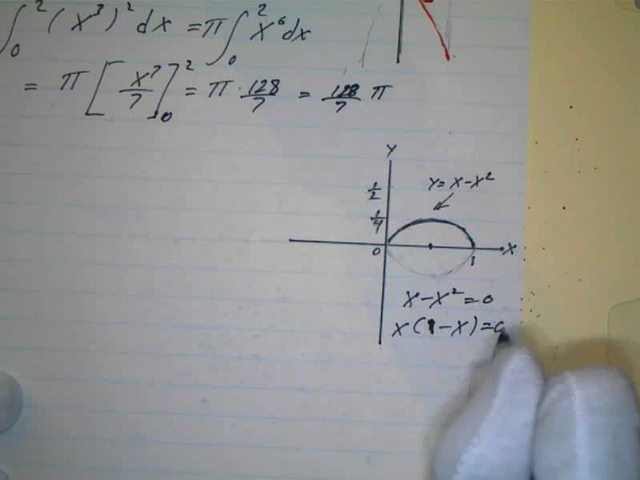 ∫₀² (x³)² dx = π ∫₀² x⁶ dx
= π [x⁷/7]₀² = π · 128/7 = 128/7 π
Y
1/2
Y = x - x²
1/4
0
1
X
x - x² = 0
x(1 - x) = 0